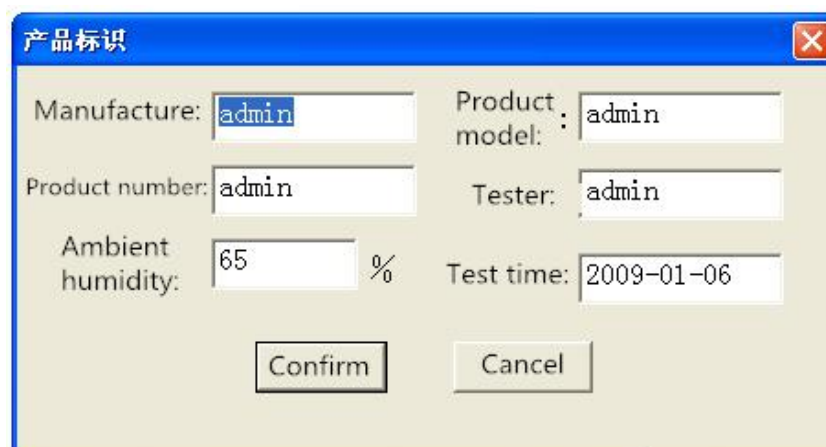 产品标识
Manufacture: admin
Product model: : admin
Product number: admin
Tester: admin
Ambient humidity: 65 %
Test time: 2009-01-06
Confirm
Cancel